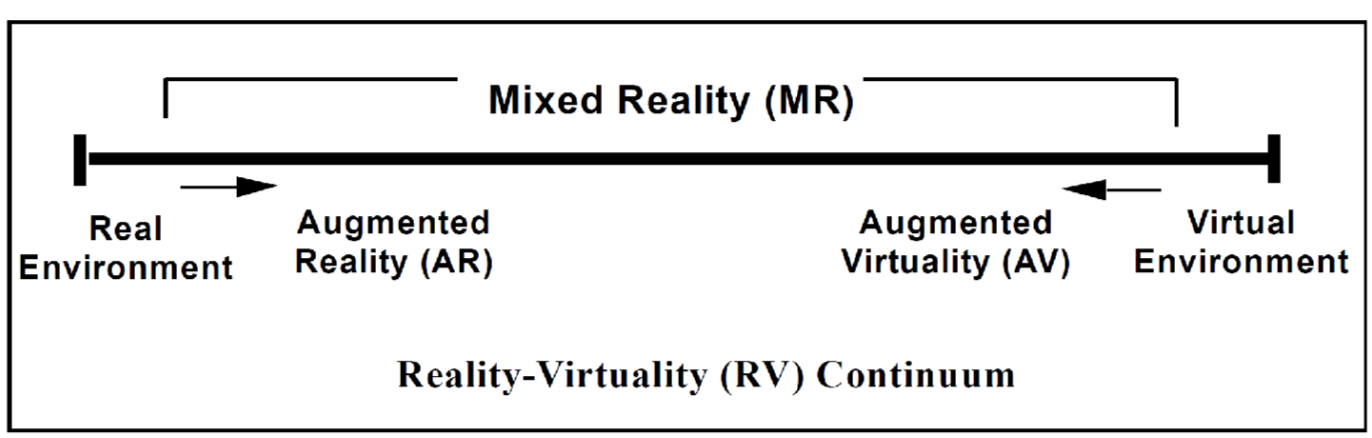 Mixed Reality (MR)
Real
Environment
Augmented
Reality (AR)
Augmented
Virtuality (AV)
Virtual
Environment
Reality-Virtuality (RV) Continuum